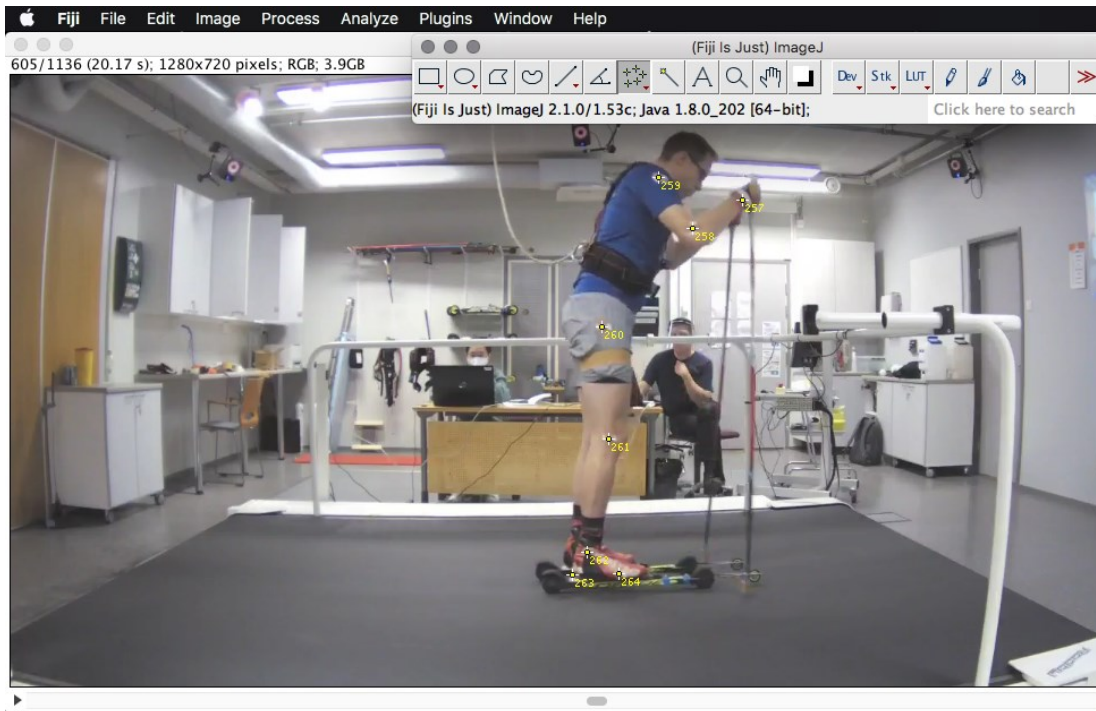 Fiji File Edit Image Process Analyze Plugins Window Help
(Fiji Is Just) ImageJ
605/1136 (20.17 s); 1280x720 pixels; RGB; 3.9GB
Dev Stk LUT
(Fiji Is Just) ImageJ 2.1.0/1.53c; Java 1.8.0_202 [64-bit];
Click here to search
259
257
258
260
261
262
263
264